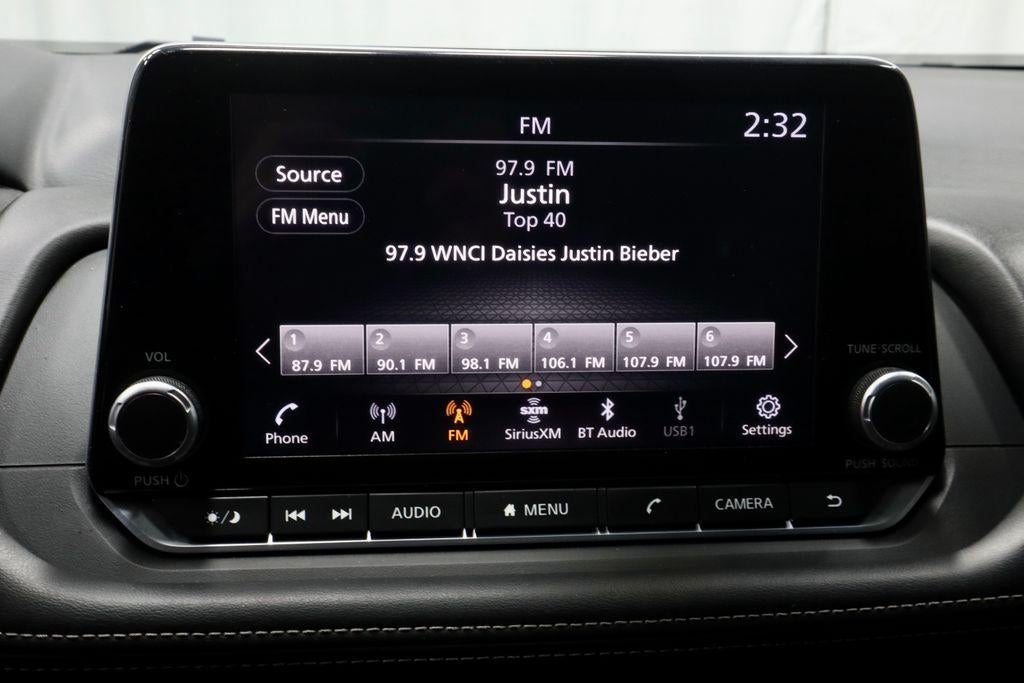 FM
2:32
Source
97.9 FM
Justin
FM Menu
Top 40
97.9 WNCI Daisies Justin Bieber
1
2
3
4
5
6
87.9 FM
90.1 FM
98.1 FM
106.1 FM
107.9 FM
107.9 FM
VOL
TUNE·SCROLL
Phone
AM
FM
sxm
SiriusXM
BT Audio
USB1
Settings
PUSH
PUSH SOUND
AUDIO
MENU
CAMERA